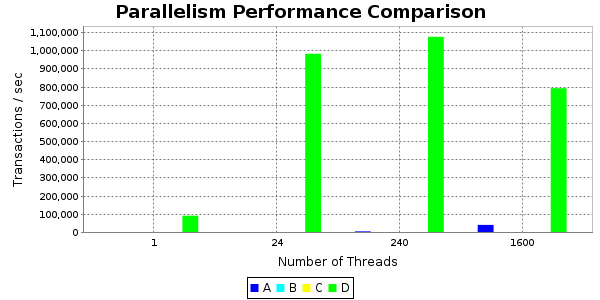 Parallelism Performance Comparison
Transactions / sec
1,100,000
1,000,000
900,000
800,000
700,000
600,000
500,000
400,000
300,000
200,000
100,000
0
1 24 240 1600
Number of Threads
A B C D